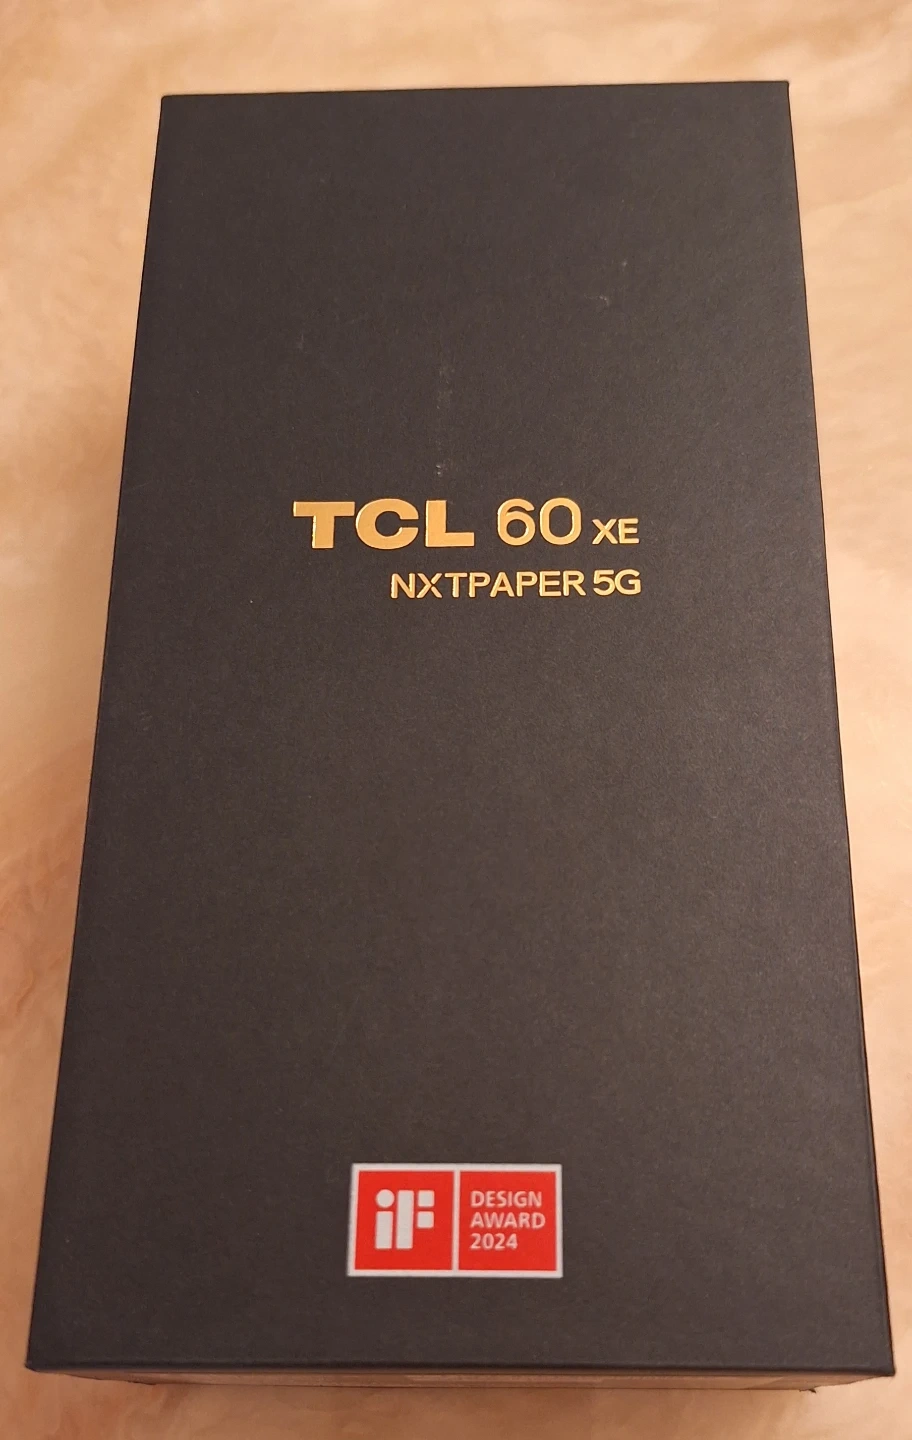 TCL 60 XE
NXTPAPER 5G
iF
DESIGN
AWARD
2024